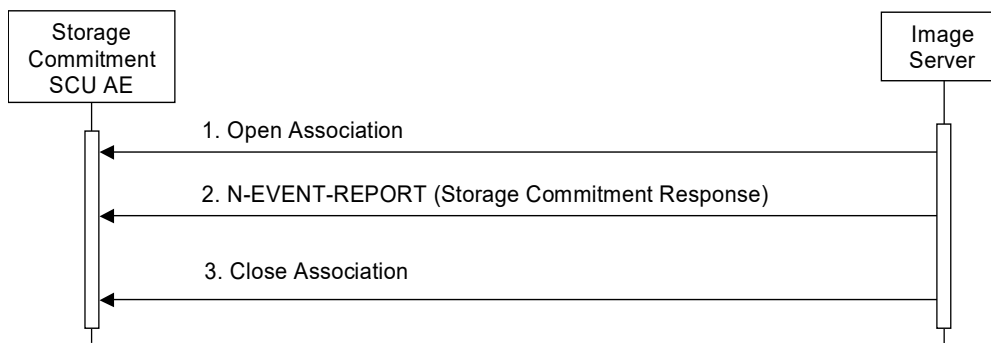 Storage
Commitment
SCU AE
Image
Server
1. Open Association
2. N-EVENT-REPORT (Storage Commitment Response)
3. Close Association